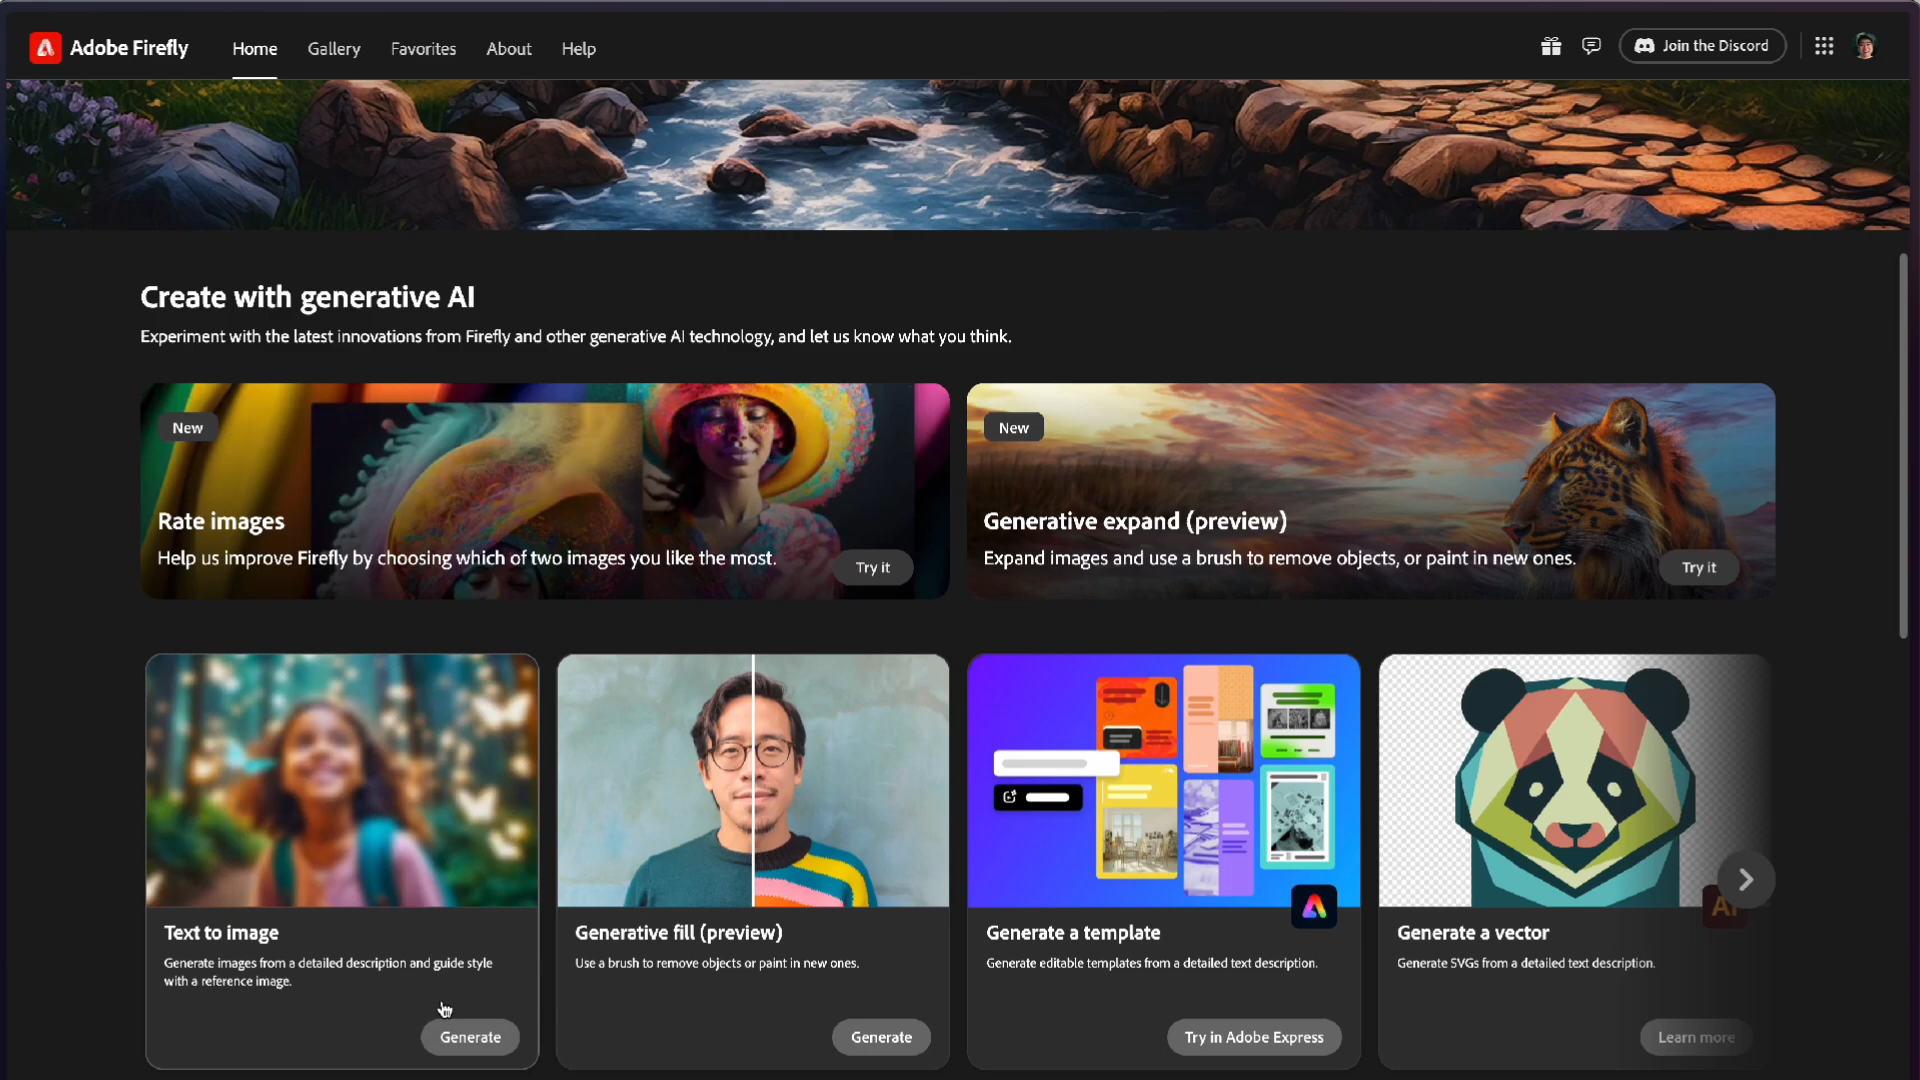 Adobe Firefly
Home
Gallery
Favorites
About
Help
Join the Discord
Create with generative AI
Experiment with the latest innovations from Firefly and other generative AI technology, and let us know what you think.
New
Rate images
Help us improve Firefly by choosing which of two images you like the most.
Try it
New
Generative expand (preview)
Expand images and use a brush to remove objects, or paint in new ones.
Try it
Text to image
Generate images from a detailed description and guide style
with a reference image.
Generate
Generative fill (preview)
Use a brush to remove objects or paint in new ones.
Generate
Generate a template
Generate editable templates from a detailed text description.
Try in Adobe Express
Ai
Generate a vector
Generate SVGs from a detailed text description.
Learn more